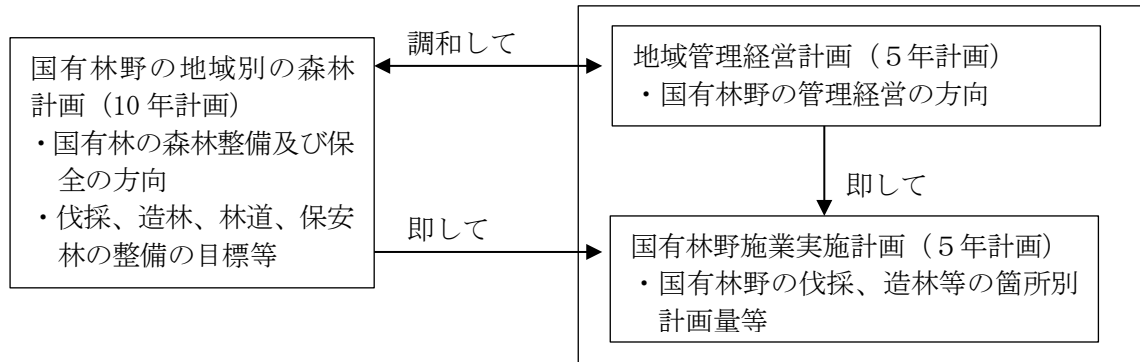 国有林野の地域別の森林
計画（10 年計画）
・国有林の森林整備及び保
全の方向
・伐採、造林、林道、保安
林の整備の目標等
調和して
即して
地域管理経営計画（５年計画）
・国有林野の管理経営の方向
即して
国有林野施業実施計画（５年計画）
・国有林野の伐採、造林等の箇所別
計画量等